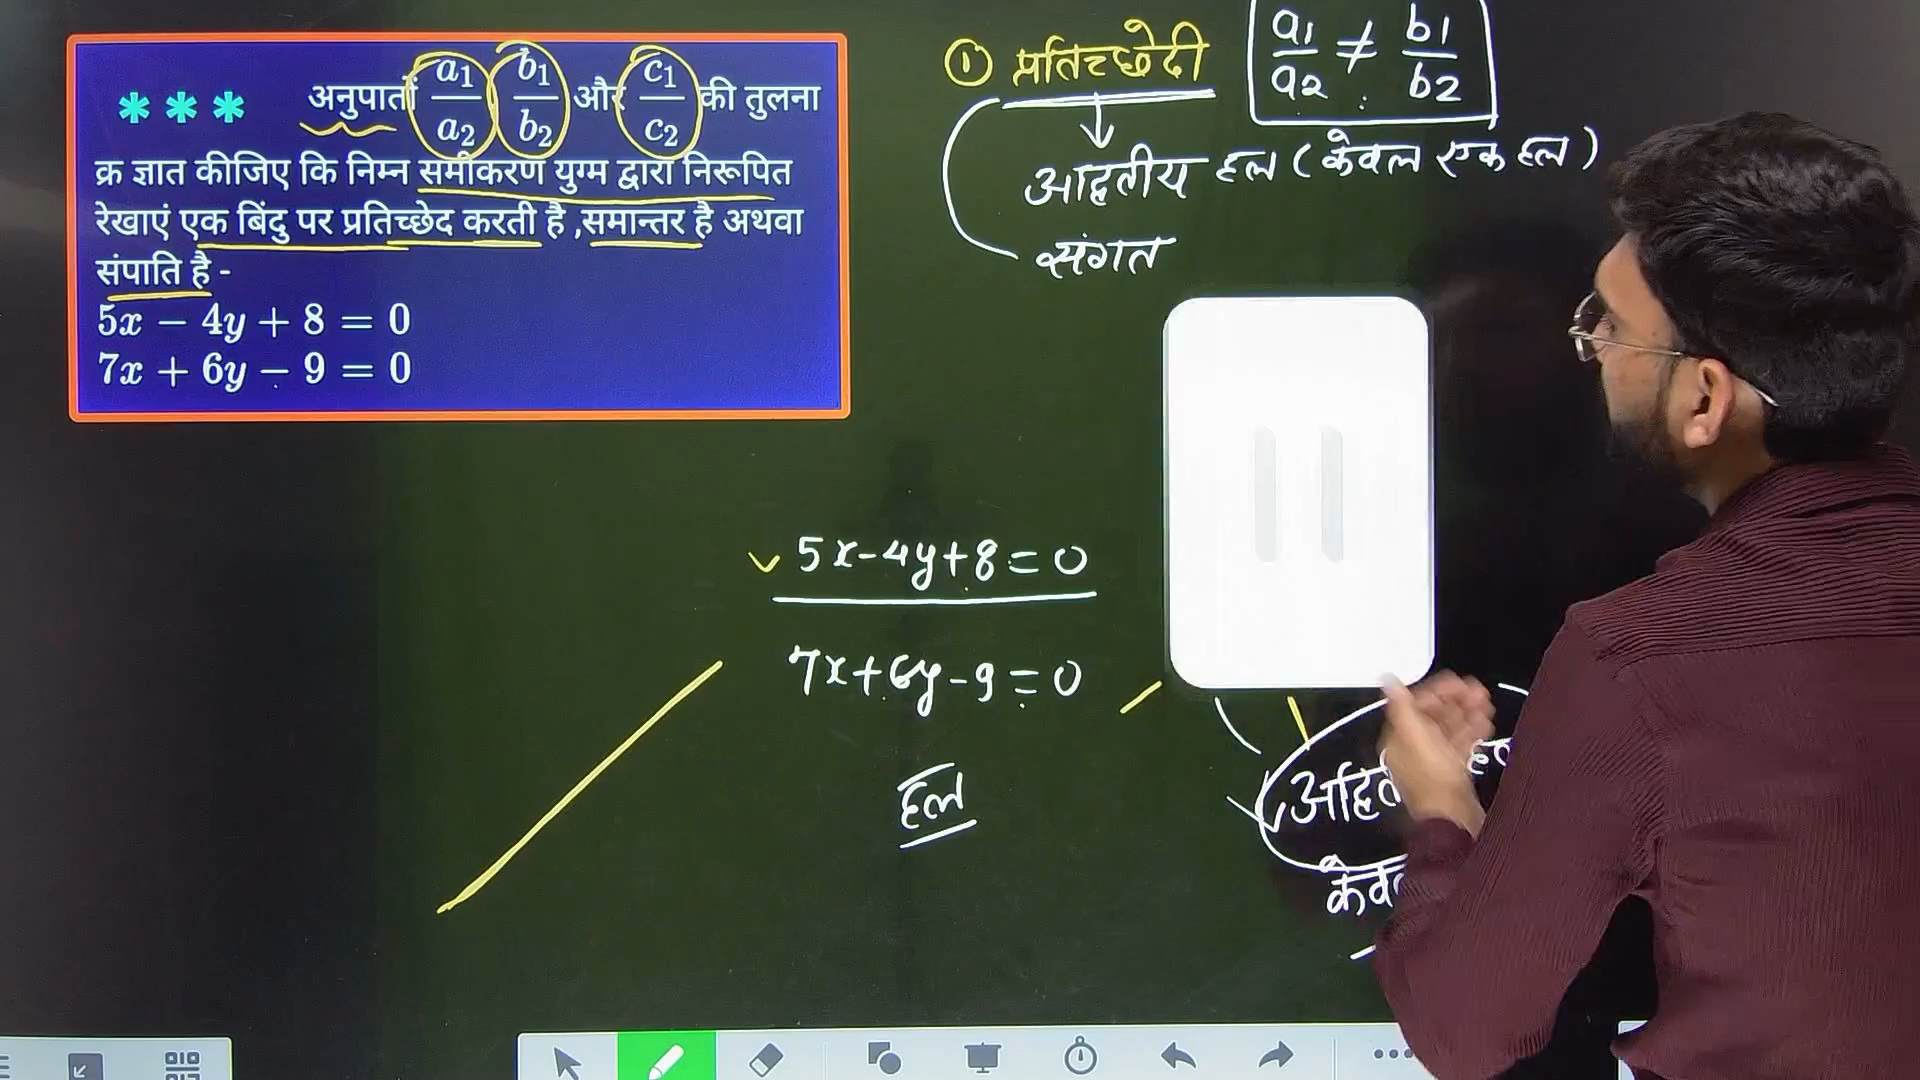 *** अनुपातों a1/a2 b1/b2 और c1/c2 की तुलना
क्र ज्ञात कीजिए कि निम्न समीकरण युग्म द्वारा निरूपित
रेखाएं एक बिंदु पर प्रतिच्छेद करती है ,समान्तर है अथवा
संपाति है -
5x − 4y + 8 = 0
7x + 6y − 9 = 0
① प्रतिच्छेदी a1/a2 ≠ b1/b2
अद्वितीय हल (केवल एक हल)
संगत
5x-4y+8=0
7x+6y-9=0
हल